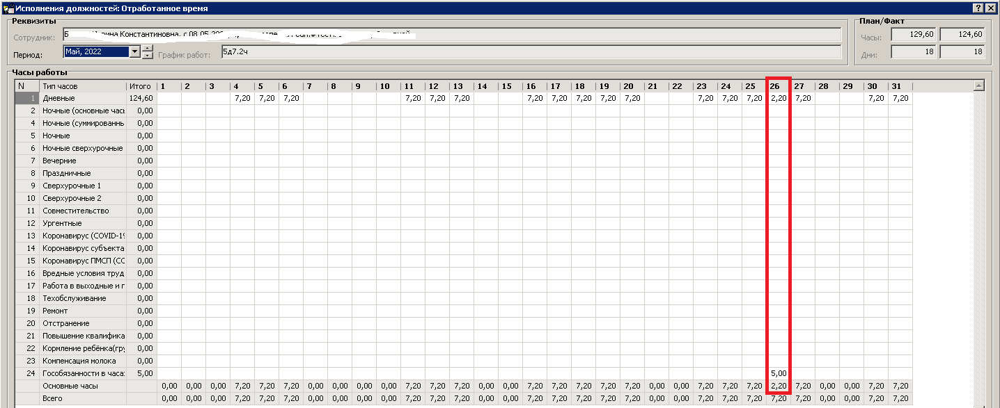 Исполнения должностей: Отработанное время
Реквизиты
План/Факт
Сотрудник: Константиновна, с 08.05
Часы: 129,60 124,60
Период: Май, 2022 График работ: 5д7.2ч
Дни: 18 18
Часы работы
N Тип часов Итого 1 2 3 4 5 6 7 8 9 10 11 12 13 14 15 16 17 18 19 20 21 22 23 24 25 26 27 28 29 30 31
1 Дневные 124,60 7,20 7,20 7,20 7,20 7,20 7,20 7,20 7,20 7,20 7,20 7,20 7,20 7,20 7,20 2,20 7,20 7,20 7,20
2 Ночные (основные час 0,00
4 Ночные (суммированнь 0,00
5 Ночные 0,00
6 Ночные сверхурочные 0,00
7 Вечерние 0,00
8 Праздничные 0,00
9 Сверхурочные 1 0,00
10 Сверхурочные 2 0,00
11 Совместительство 0,00
12 Ургентные 0,00
13 Коронавирус (COVID-19 0,00
14 Коронавирус субъекта 0,00
15 Коронавирус ПМСП (СО 0,00
16 Вредные условия труд 0,00
17 Работа в выходные и п 0,00
18 Техобслуживание 0,00
19 Ремонт 0,00
20 Отстранение 0,00
21 Повышение квалифика 0,00
22 Кормление ребёнка(гру 0,00
23 Компенсация молока 0,00
24 Гособязанности в часа 5,00 5,00
Основные часы 0,00 0,00 0,00 7,20 7,20 7,20 0,00 0,00 0,00 0,00 7,20 7,20 7,20 0,00 0,00 7,20 7,20 7,20 7,20 7,20 0,00 0,00 7,20 7,20 7,20 2,20 7,20 0,00 0,00 7,20 7,20
Всего 0,00 0,00 0,00 7,20 7,20 7,20 0,00 0,00 0,00 0,00 7,20 7,20 7,20 0,00 0,00 7,20 7,20 7,20 7,20 7,20 0,00 0,00 7,20 7,20 7,20 7,20 7,20 0,00 0,00 7,20 7,20